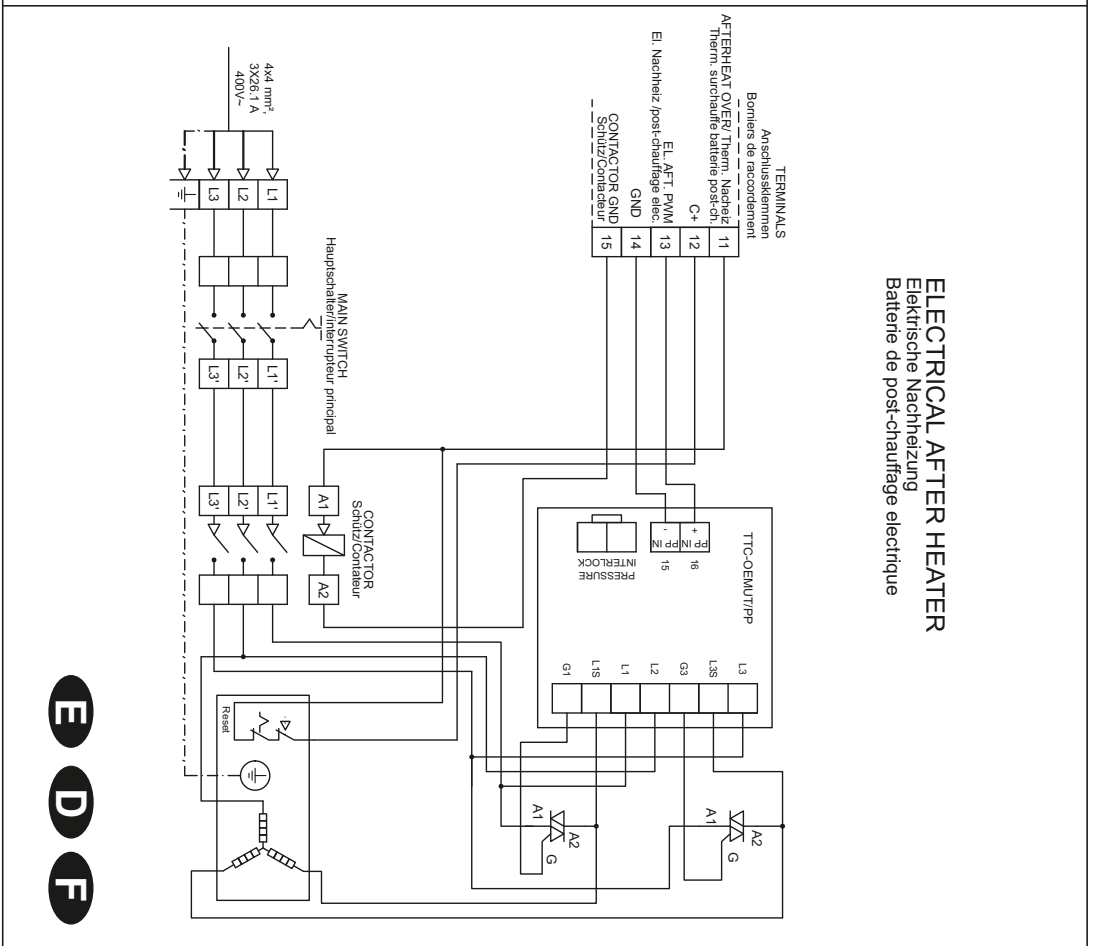 ELECTRICAL AFTER HEATER
Elektrische Nachheizung
Batterie de post-chauffage electrique
TERMINALS
Anschlussklemmen
Borniers de raccordement
AFTERHEAT OVER/ Therm. Nacheiz
Therm. surchauffe batterie post-ch.
11
C+
12
EL. AFT. PWM
El. Nachheiz /post-chauffage elec.
13
GND
14
CONTACTOR GND
Schütz/Contacteur
15
TTC-OEMUT/PP
+
PP IN
16
-
PP IN
15
PRESSURE
INTERLOCK
G1
L1S
L1
L2
G3
L3S
L3
4x4 mm²,
3X26.1 A
400V~
L1
L2
L3
MAIN SWITCH
Hauptschalter/interrupteur principal
L1'
L2'
L3'
CONTACTOR
Schütz/Contateur
A1
A2
L1'
L2'
L3'
Reset
A1
A2
G
A1
A2
G
E
D
F